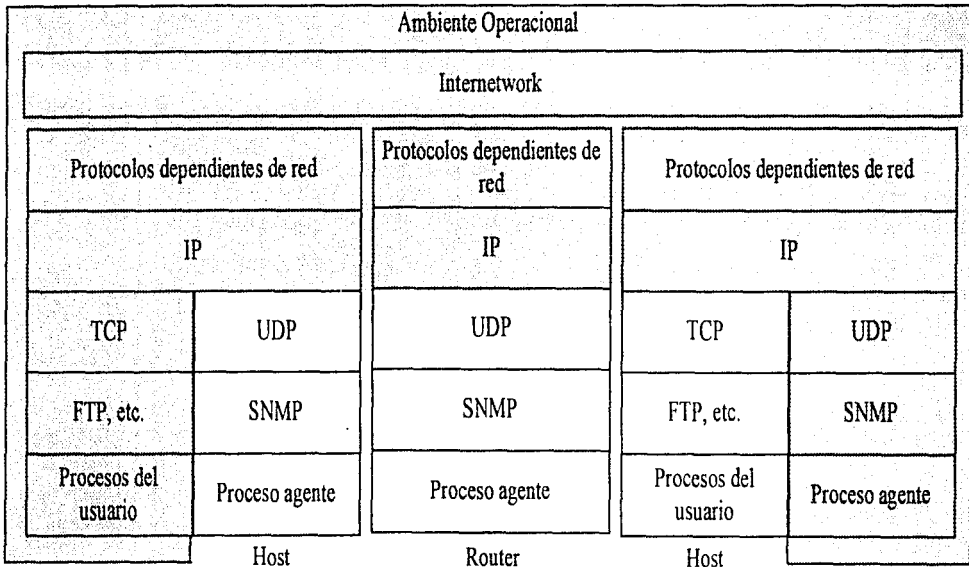 Ambiente Operacional
Internetwork
Protocolos dependientes de red
Protocolos dependientes de
red
Protocolos dependientes de red
IP
IP
IP
TCP
UDP
UDP
TCP
UDP
FTP, etc.
SNMP
SNMP
FTP, etc.
SNMP
Procesos del
usuario
Proceso agente
Proceso agente
Procesos del
usuario
Proceso agente
Host
Router
Host